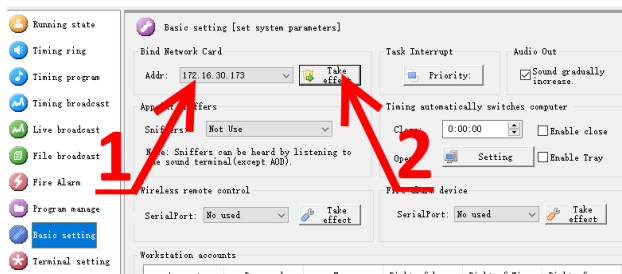 Running state
Timing ring
Timing program
Timing broadcast
Live broadcast
File broadcast
Fire Alarm
Program manage
Basic setting
Terminal setting
Basic setting [set system parameters]
Bind Network Card
Addr: 172.16.30.173
Take
effect
Task Interrupt
Priority:
Audio Out
Sound gradually
increase.
Sniffers: Not Use
Note: Sniffers can be heard by listening to
the sound terminal(except AOD).
Timing automatically switches computer
0:00:00
Enable close
Setting
Enable Tray
Wireless remote control
SerialPort: No used
Take
effect
device
SerialPort: No used
Take
effect
Workstation accounts
1
2